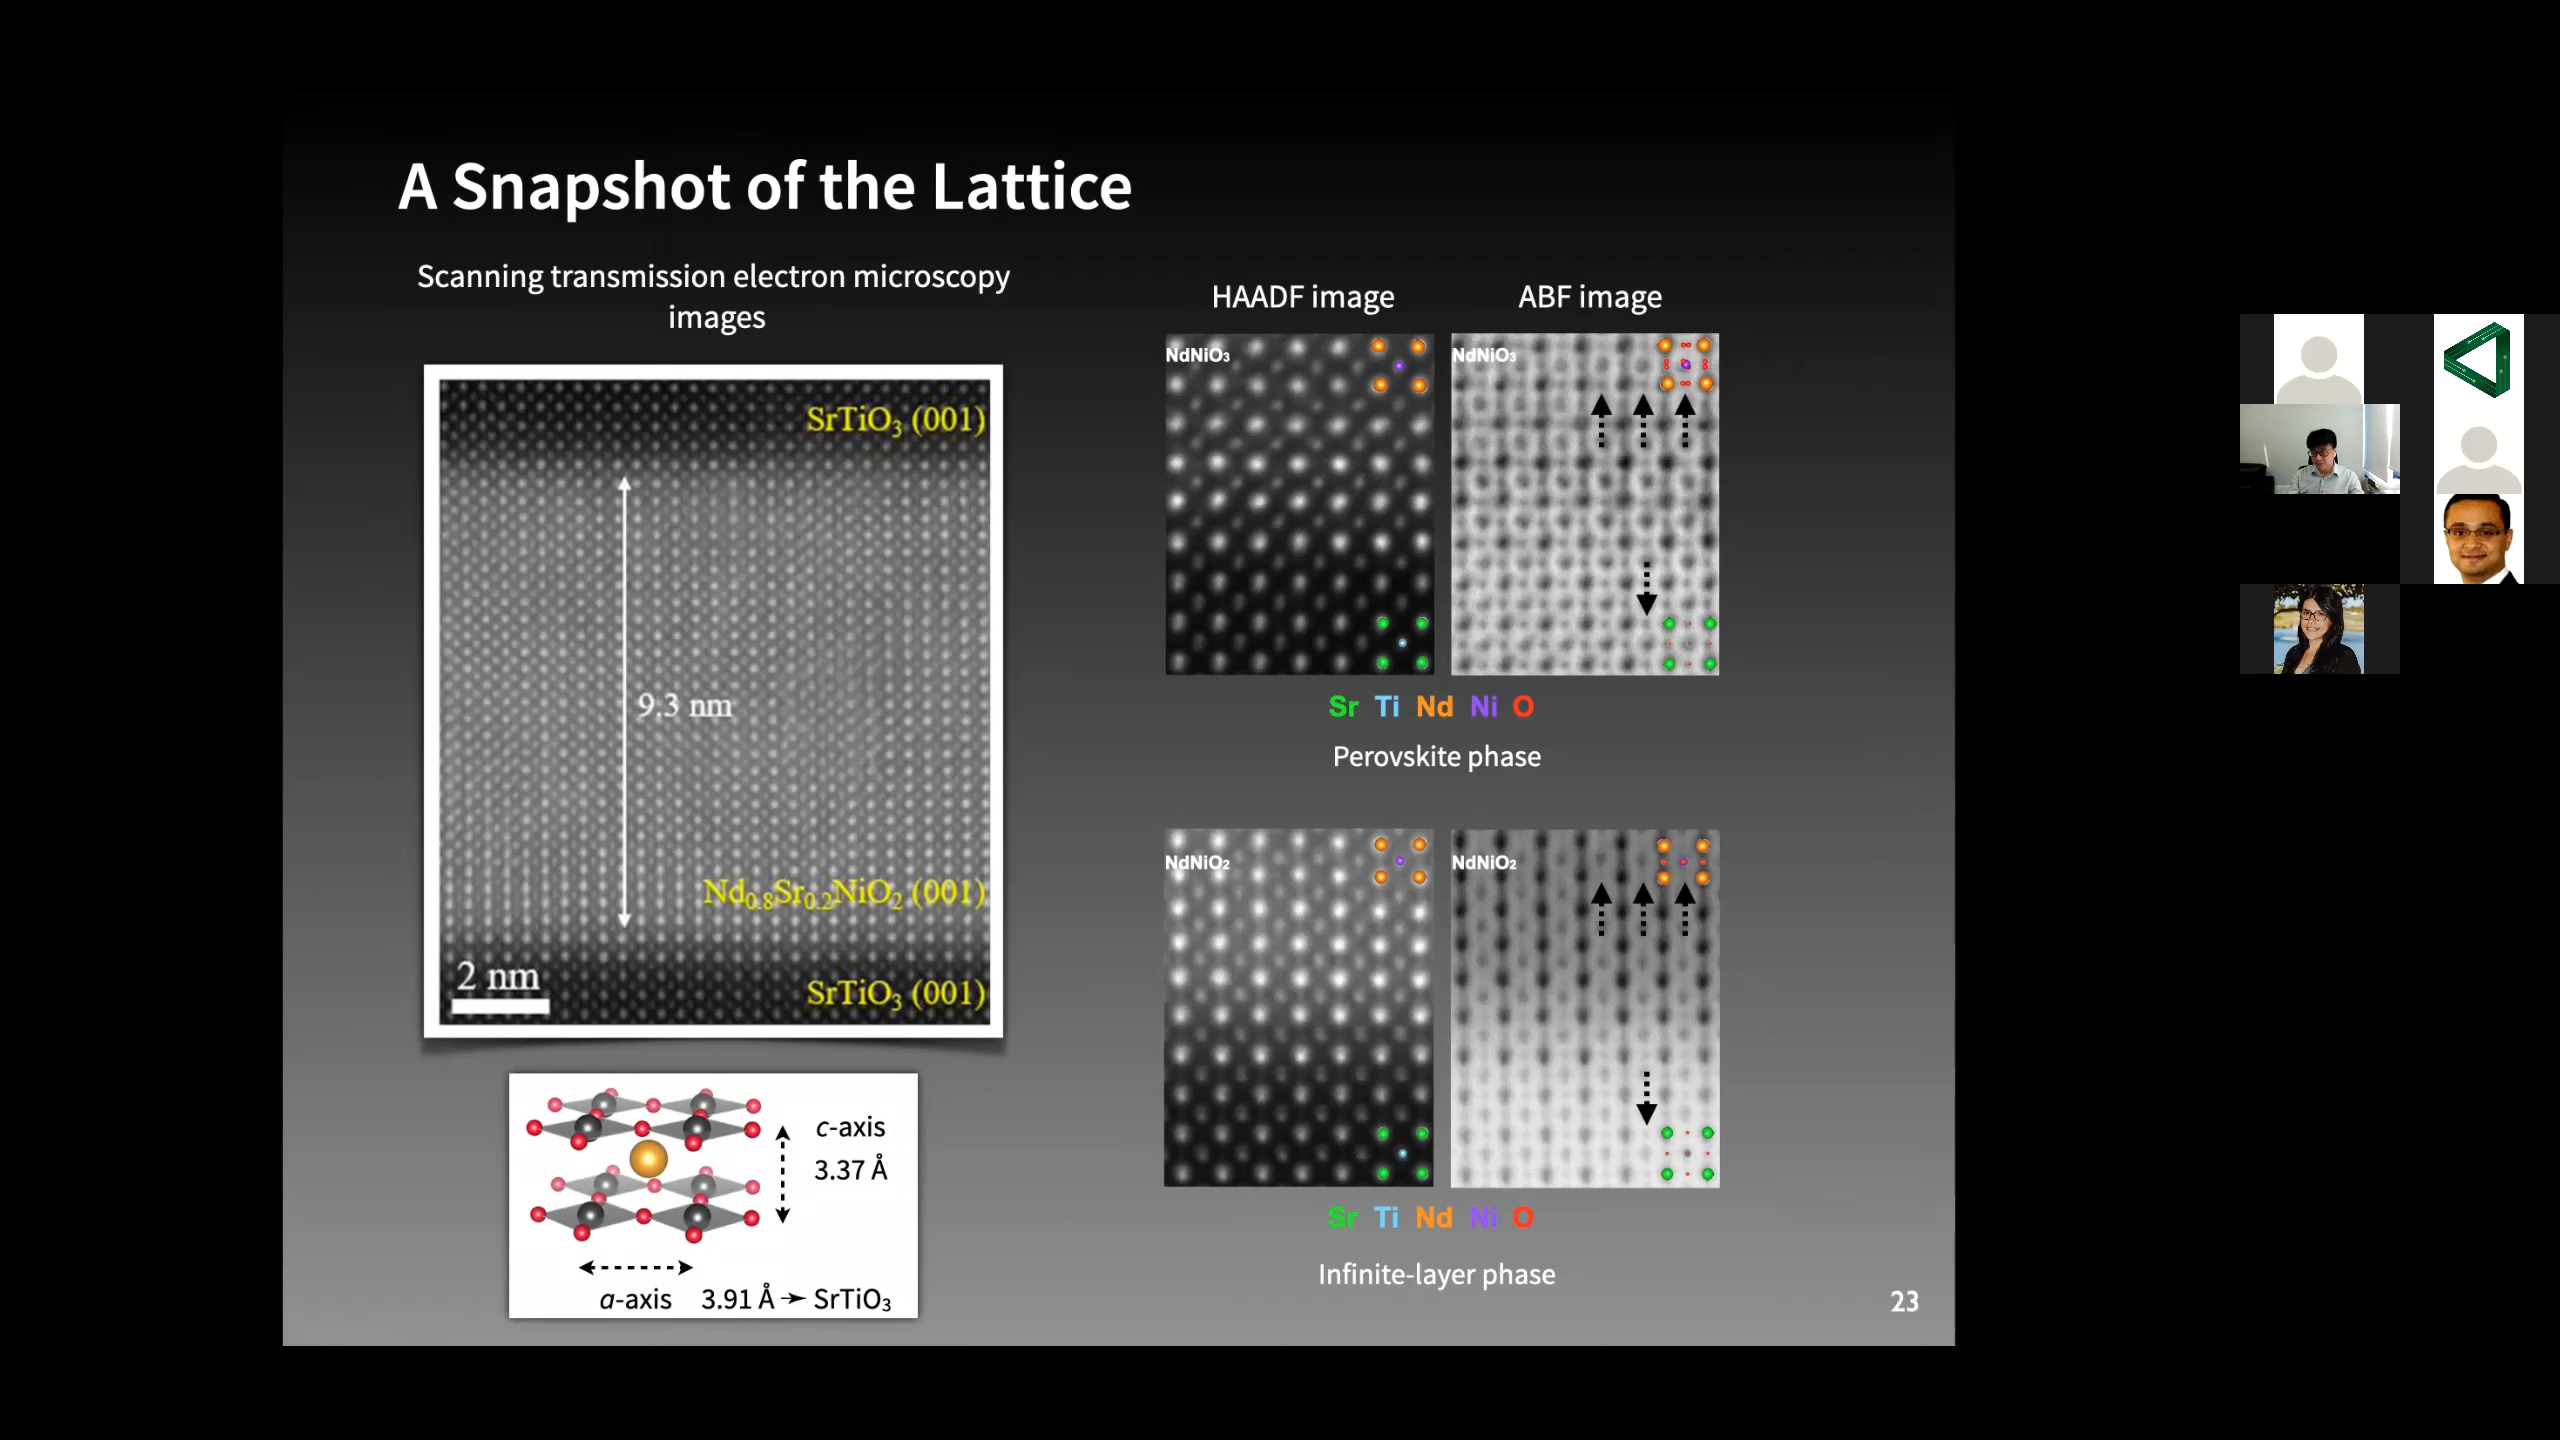 A Snapshot of the Lattice
Scanning transmission electron microscopy
images
SrTiO₃ (001)
9.3 nm
Nd₀.₈Sr₀.₂NiO₂ (001)
2 nm
SrTiO₃ (001)
c-axis
3.37 Å
a-axis 3.91 Å → SrTiO₃
HAADF image
ABF image
NdNiO₃
NdNiO₃
Sr Ti Nd Ni O
Perovskite phase
NdNiO₂
NdNiO₂
Sr Ti Nd Ni O
Infinite-layer phase
23